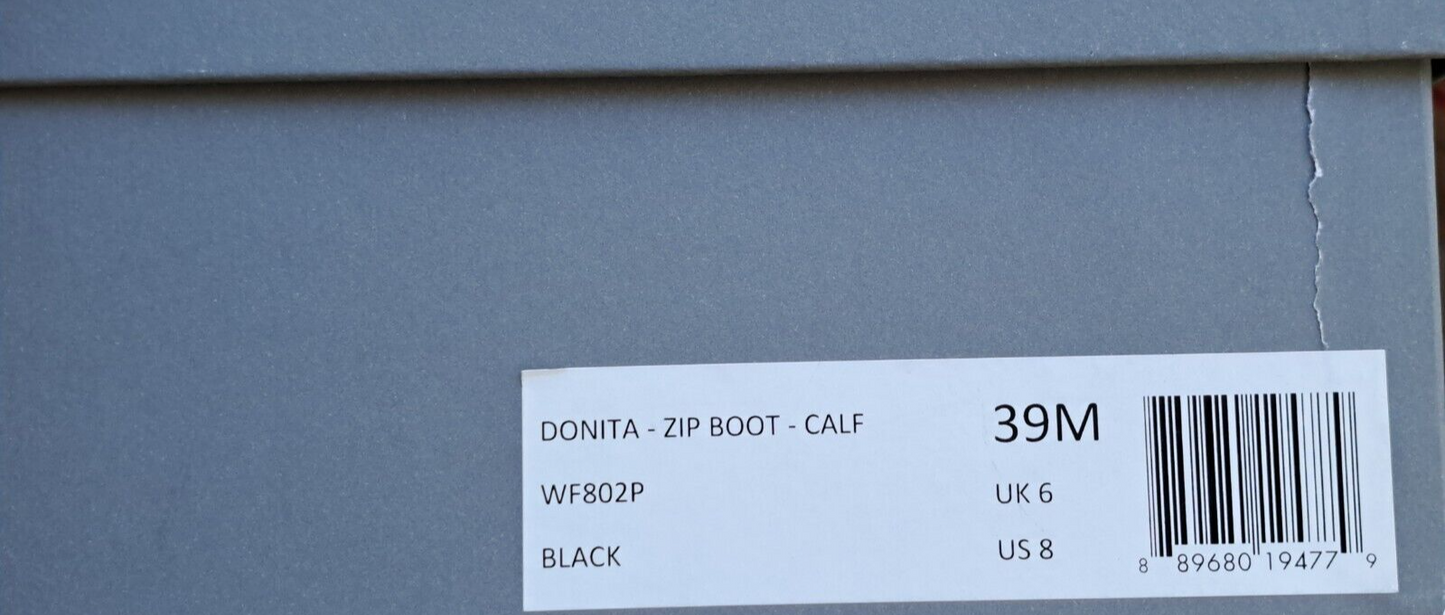 DONITA - ZIP BOOT - CALF 39M
WF802P UK 6
BLACK US 8
8 89680 19477 9